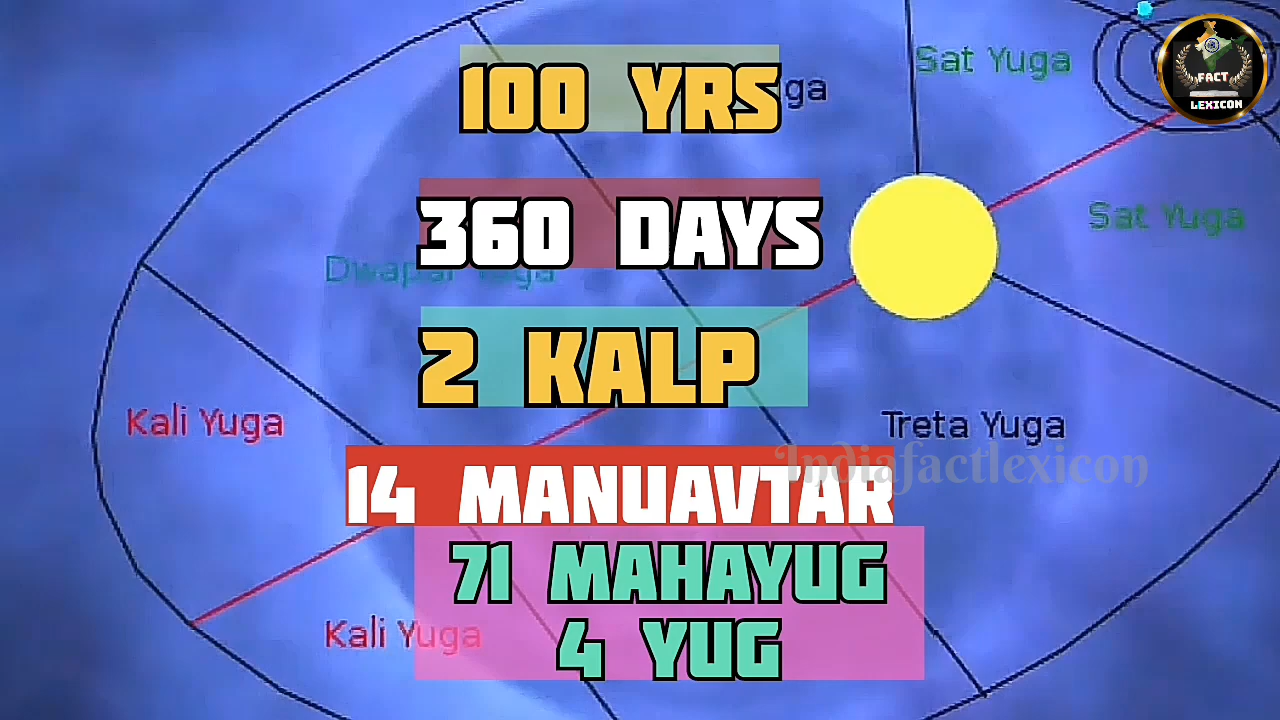 Sat Yuga
FACT
LEXICON
100 YRS
ga
360 DAYS
Sat Yuga
Dwapar Yuga
2 KALP
Kali Yuga
Treta Yuga
Indiafactlexicon
14 MANUAVTAR
71 MAHAYUG
Kali Yuga
4 YUG